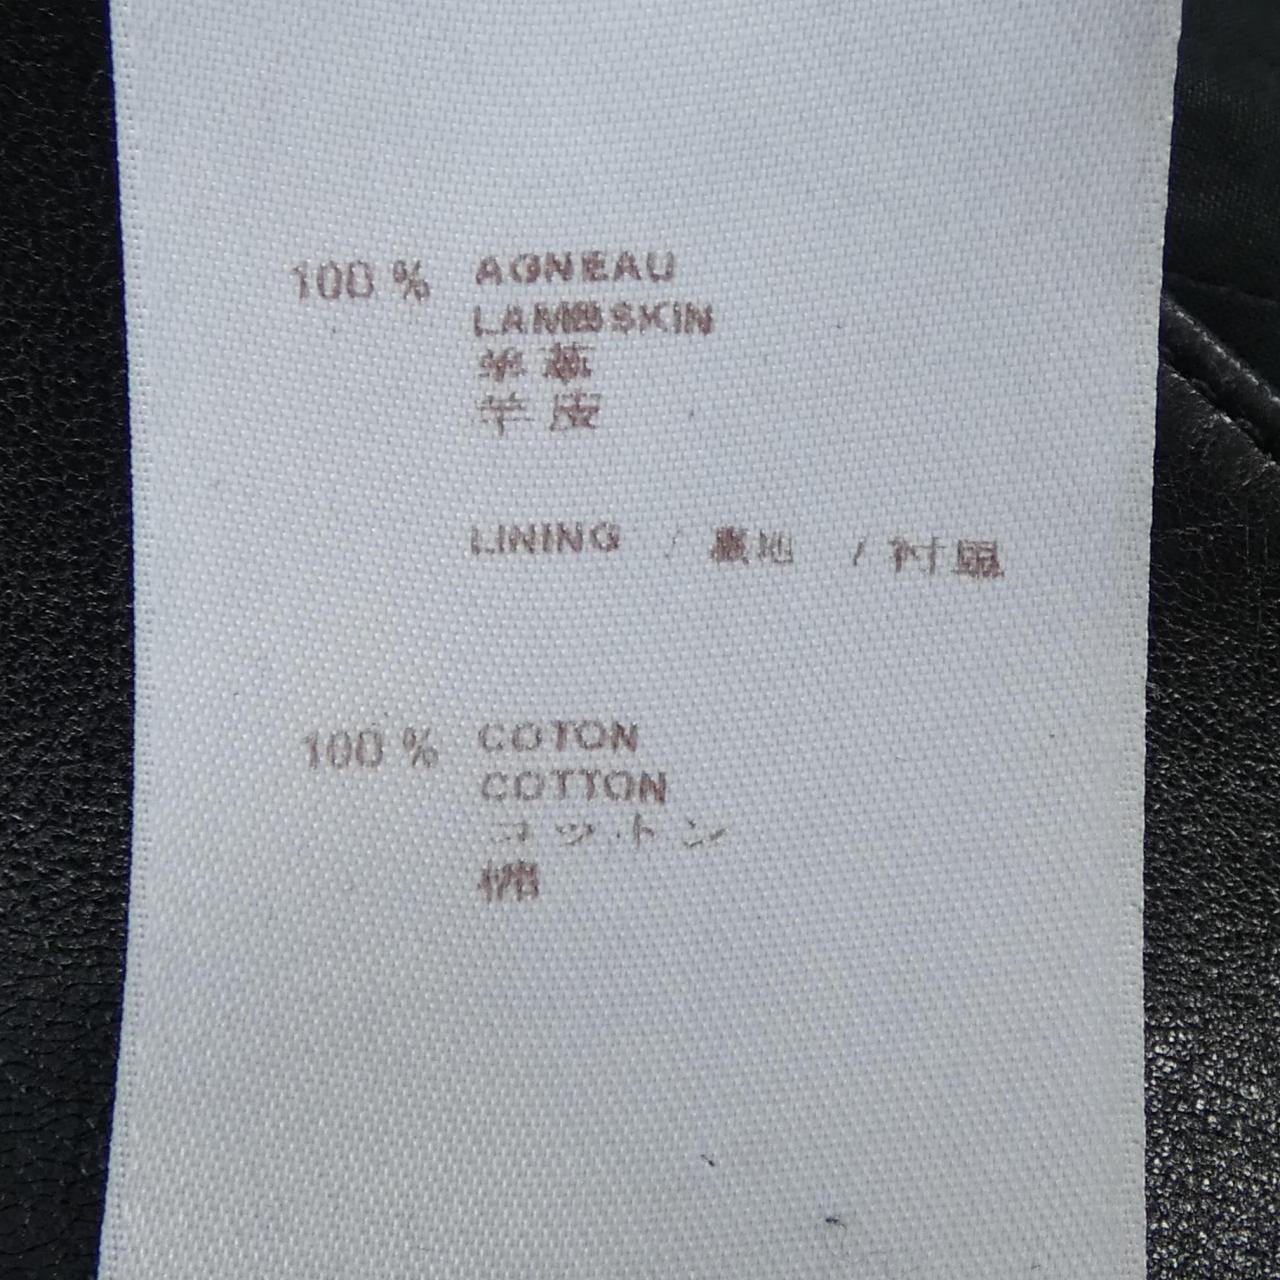 100 % AGNEAU
LAMBSKIN
羊革
羊皮
LINING / 裏地 / 衬里
100 % COTON
COTTON
コットン
棉